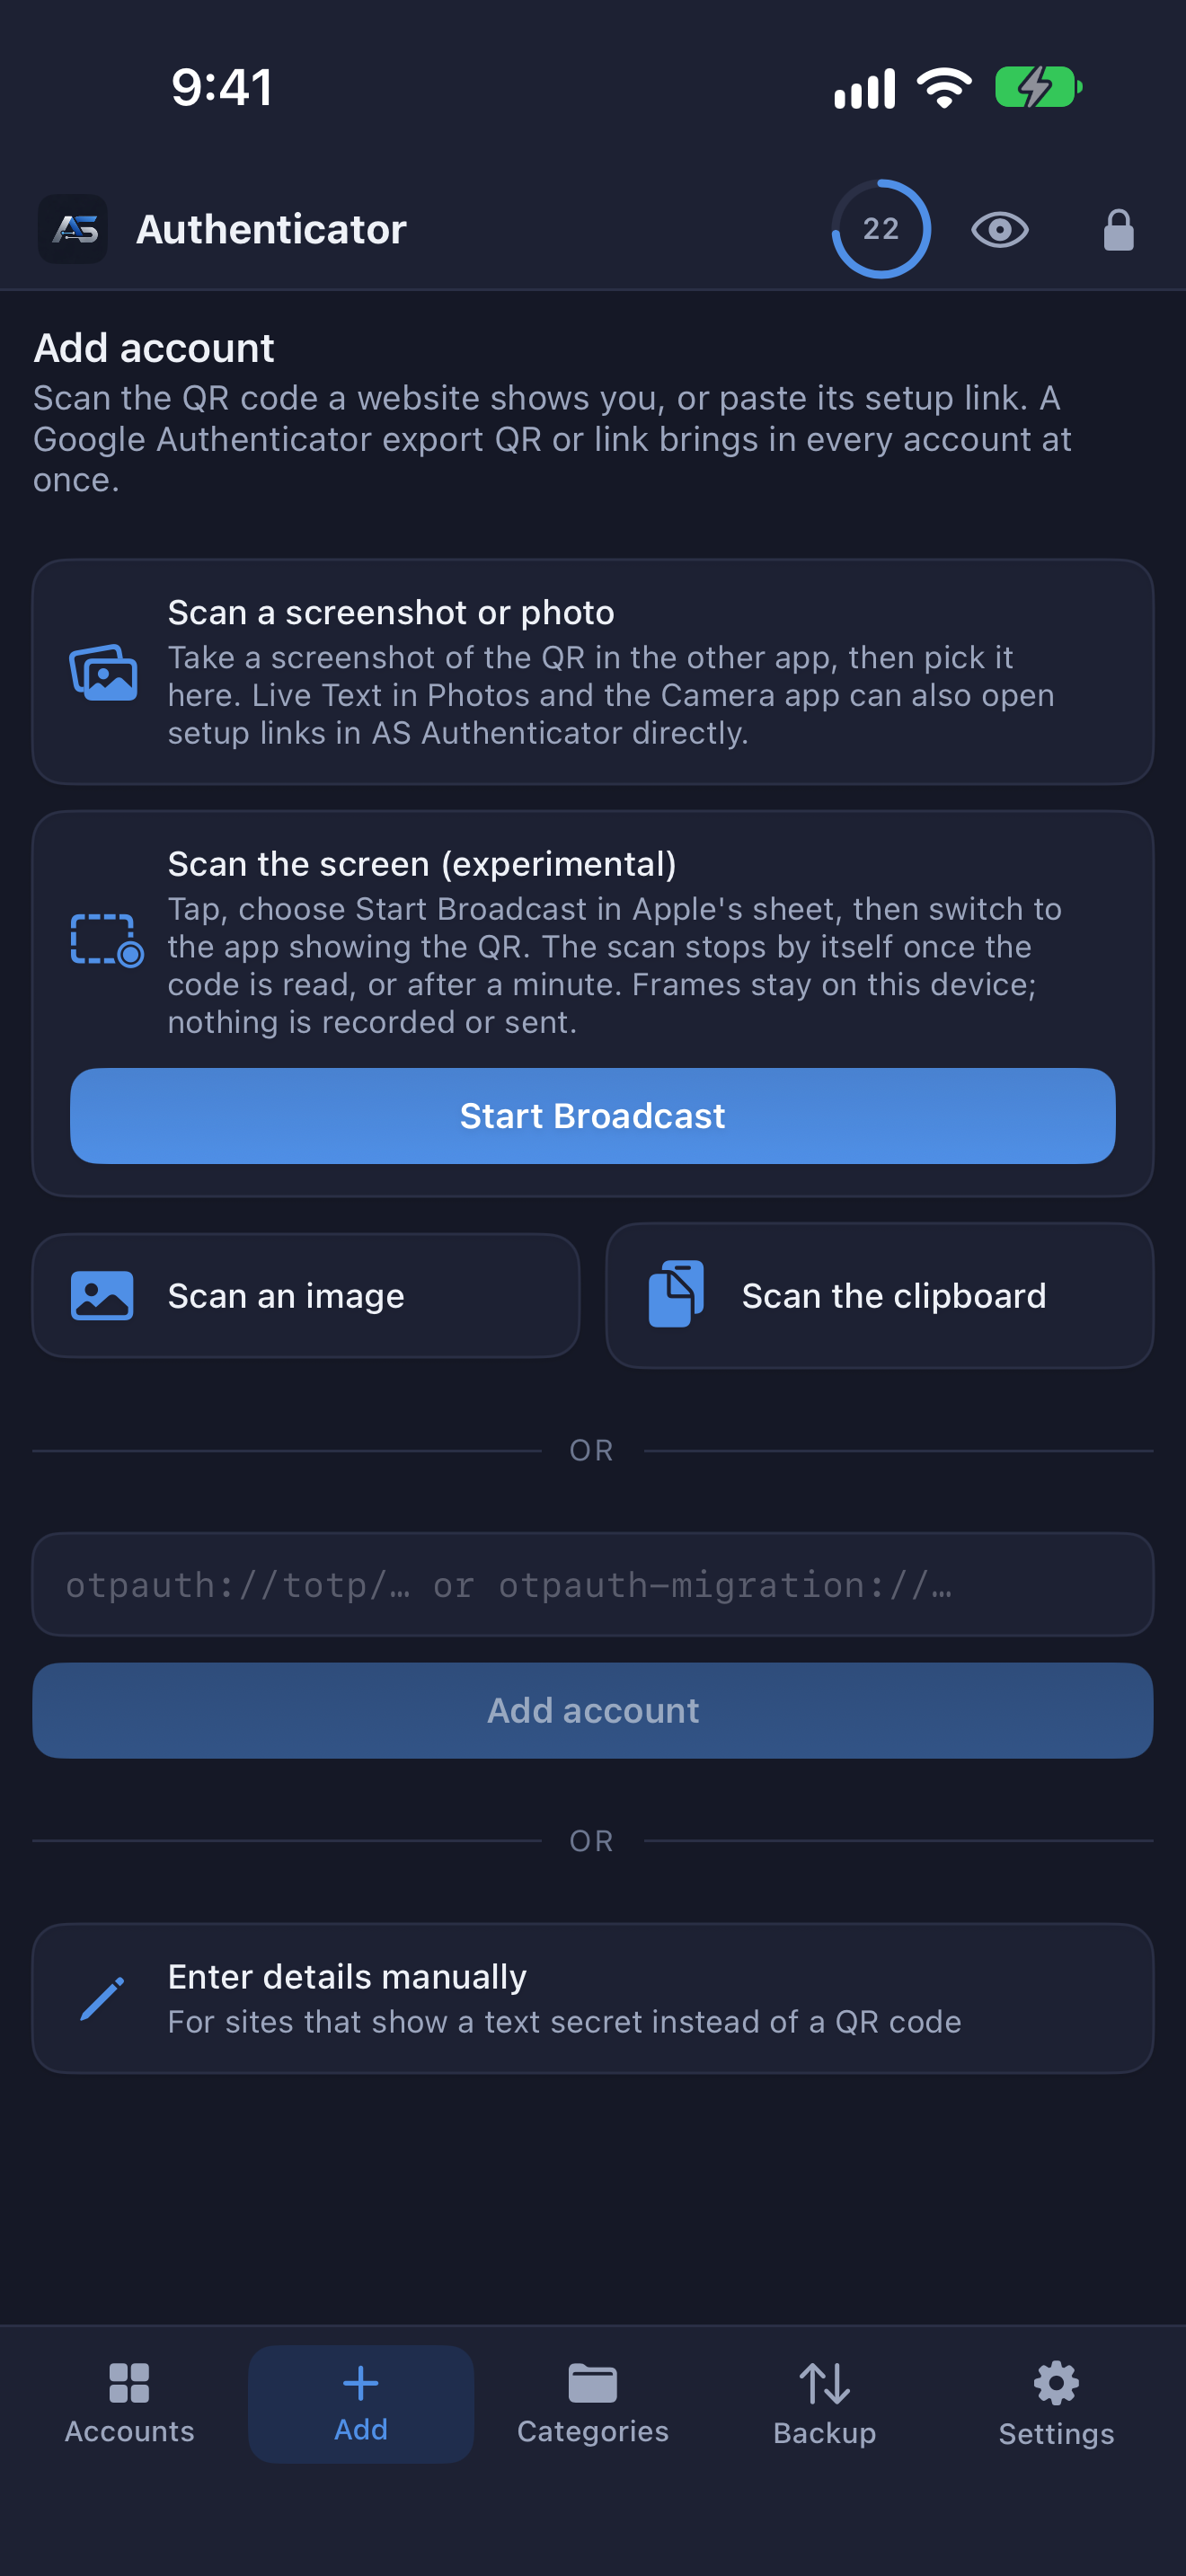 9:41
AS
Authenticator
22
Add account
Scan the QR code a website shows you, or paste its setup link. A
Google Authenticator export QR or link brings in every account at
once.
Scan a screenshot or photo
Take a screenshot of the QR in the other app, then pick it
here. Live Text in Photos and the Camera app can also open
setup links in AS Authenticator directly.
Scan the screen (experimental)
Tap, choose Start Broadcast in Apple's sheet, then switch to
the app showing the QR. The scan stops by itself once the
code is read, or after a minute. Frames stay on this device;
nothing is recorded or sent.
Start Broadcast
Scan an image
Scan the clipboard
OR
otpauth://totp/… or otpauth-migration://…
Add account
OR
Enter details manually
For sites that show a text secret instead of a QR code
Accounts
Add
Categories
Backup
Settings